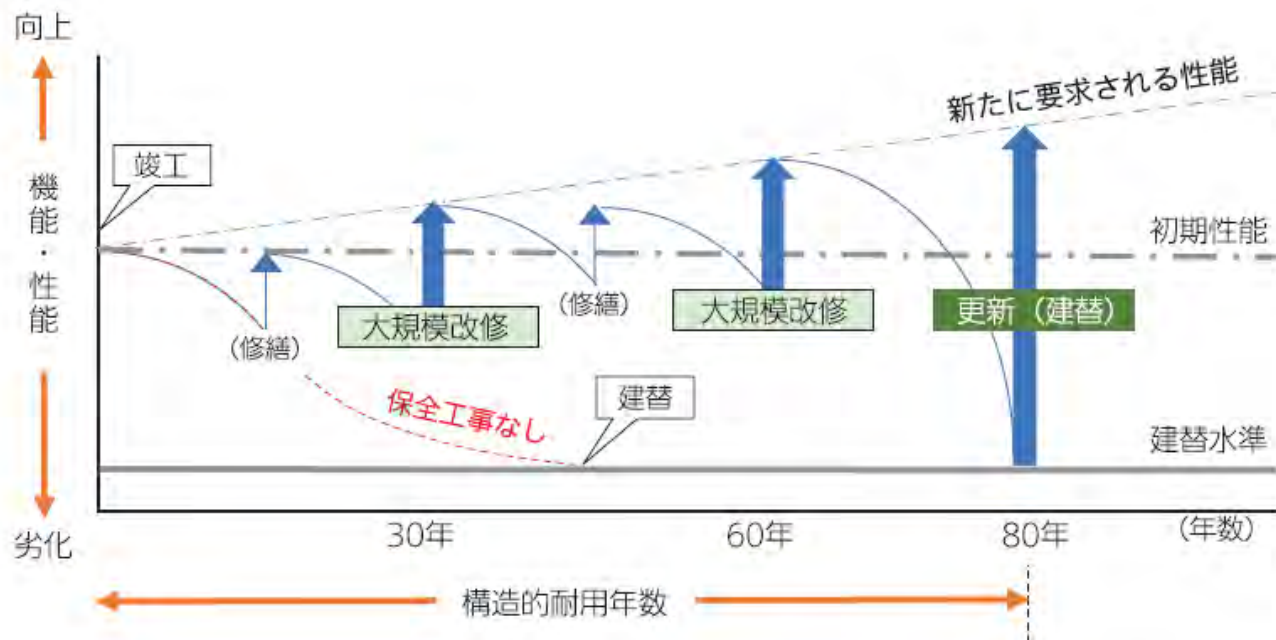 向上
新たに要求される性能
竣工
機能・性能
初期性能
(修繕)
大規模改修
(修繕)
大規模改修
更新(建替)
保全工事なし
建替
建替水準
劣化
30年
60年
80年
(年数)
構造的耐用年数